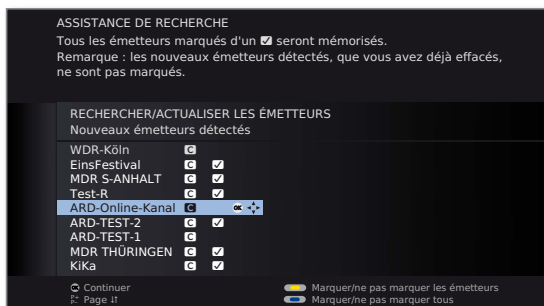 ASSISTANCE DE RECHERCHE
Tous les émetteurs marqués d'un ☑ seront mémorisés.
Remarque : les nouveaux émetteurs détectés, que vous avez déjà effacés,
ne sont pas marqués.
RECHERCHER/ACTUALISER LES ÉMETTEURS
Nouveaux émetteurs détectés
WDR-Köln C
EinsFestival C ☑
MDR S-ANHALT C ☑
Test-R C ☑
ARD-Online-Kanal C OK
ARD-TEST-2 C ☑
ARD-TEST-1 C
MDR THÜRINGEN C ☑
KiKa C ☑
OK Continuer
P+ P- Page
Marquer/ne pas marquer les émetteurs
Marquer/ne pas marquer tous